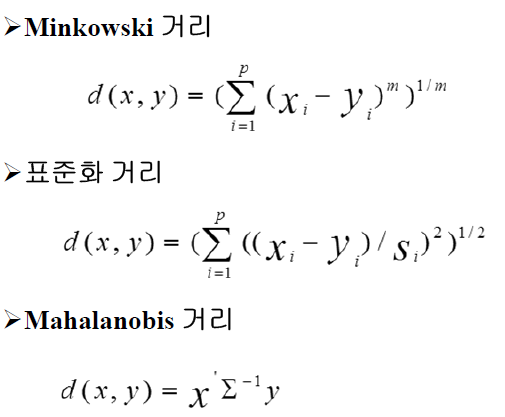 ➢Minkowski 거리
d(x, y) = (∑_{i=1}^{p} (x_i − y_i)^m)^{1/m}
➢표준화 거리
d(x, y) = (∑_{i=1}^{p} ((x_i − y_i) / s_i)^2)^{1/2}
➢Mahalanobis 거리
d(x, y) = x' Σ^{−1} y